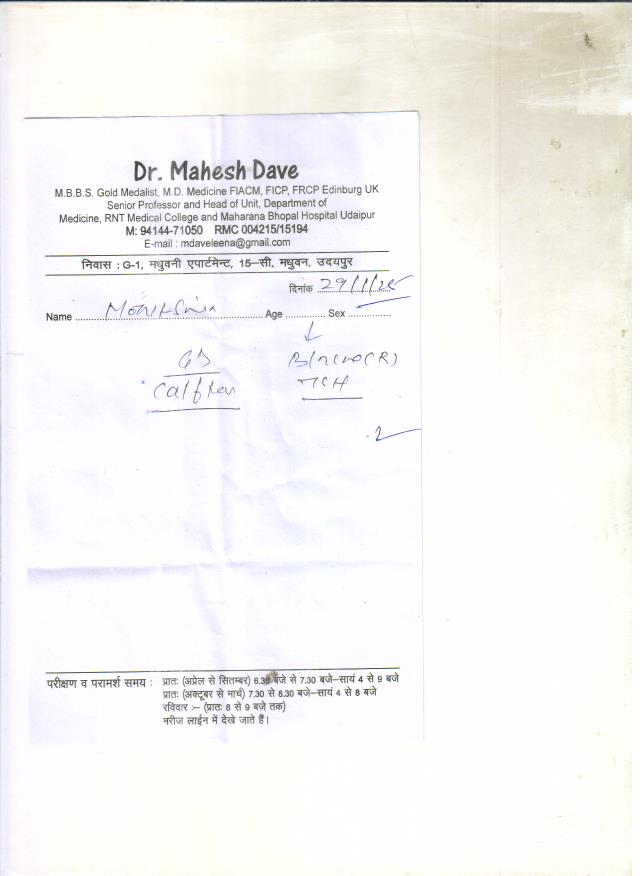 Dr. Mahesh Dave
M.B.B.S. Gold Medalist, M.D. Medicine FIACM, FICP, FRCP Edinburg UK
Senior Professor and Head of Unit, Department of
Medicine, RNT Medical College and Maharana Bhopal Hospital Udaipur
M: 94144-71050 RMC 004215/15194
E-mail : mdaveleena@gmail.com
निवास : G-1, मधुवनी एपार्टमेन्ट, 15–सी, मधुवन, उदयपुर
दिनांक
Name Age Sex
परीक्षण व परामर्श समय : प्रातः (अप्रेल से सितम्बर) 6.30 बजे से 7.30 बजे–सायं 4 से 9 बजे
प्रातः (अक्टूबर से मार्च) 7.30 से 8.30 बजे–सायं 4 से 8 बजे
रविवार :– (प्रातः 8 से 9 बजे तक)
मरीज लाईन में देखे जाते हैं।